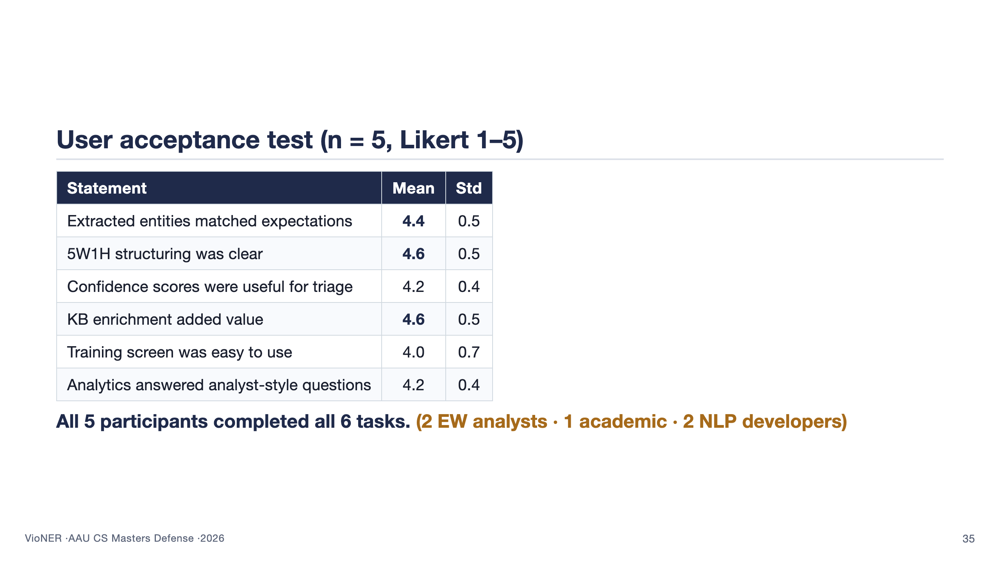 User acceptance test (n = 5, Likert 1–5)
Statement Mean Std
Extracted entities matched expectations 4.4 0.5
5W1H structuring was clear 4.6 0.5
Confidence scores were useful for triage 4.2 0.4
KB enrichment added value 4.6 0.5
Training screen was easy to use 4.0 0.7
Analytics answered analyst-style questions 4.2 0.4
All 5 participants completed all 6 tasks. (2 EW analysts · 1 academic · 2 NLP developers)
VioNER ·AAU CS Masters Defense ·2026
35